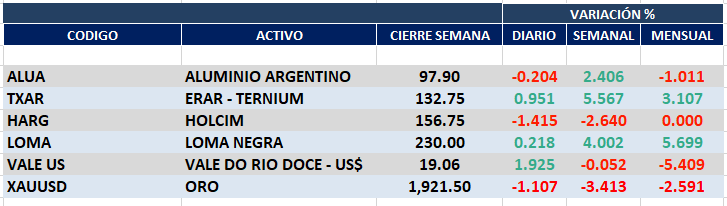 VARIACIÓN %
CODIGO ACTIVO CIERRE SEMANA DIARIO SEMANAL MENSUAL
ALUA ALUMINIO ARGENTINO 97.90 -0.204 2.406 -1.011
TXAR ERAR - TERNIUM 132.75 0.951 5.567 3.107
HARG HOLCIM 156.75 -1.415 -2.640 0.000
LOMA LOMA NEGRA 230.00 0.218 4.002 5.699
VALE US VALE DO RIO DOCE - US$ 19.06 1.925 -0.052 -5.409
XAUUSD ORO 1,921.50 -1.107 -3.413 -2.591